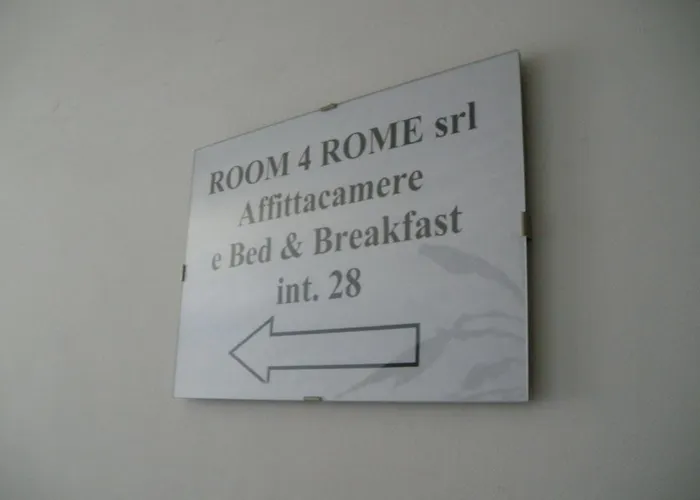 ROOM 4 ROME srl
Affittacamere
e Bed & Breakfast
int. 28